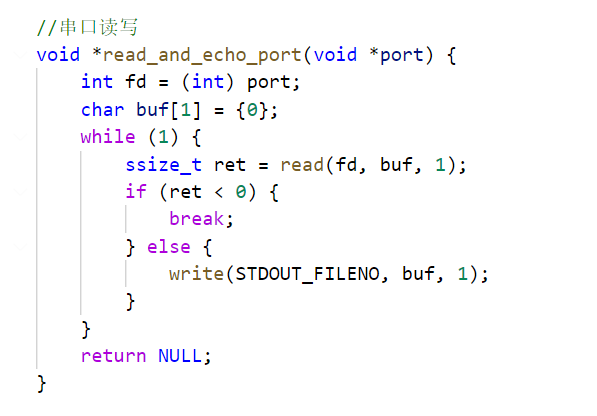 //串口读写
void *read_and_echo_port(void *port) {
    int fd = (int) port;
    char buf[1] = {0};
    while (1) {
        ssize_t ret = read(fd, buf, 1);
        if (ret < 0) {
            break;
        } else {
            write(STDOUT_FILENO, buf, 1);
        }
    }
    return NULL;
}